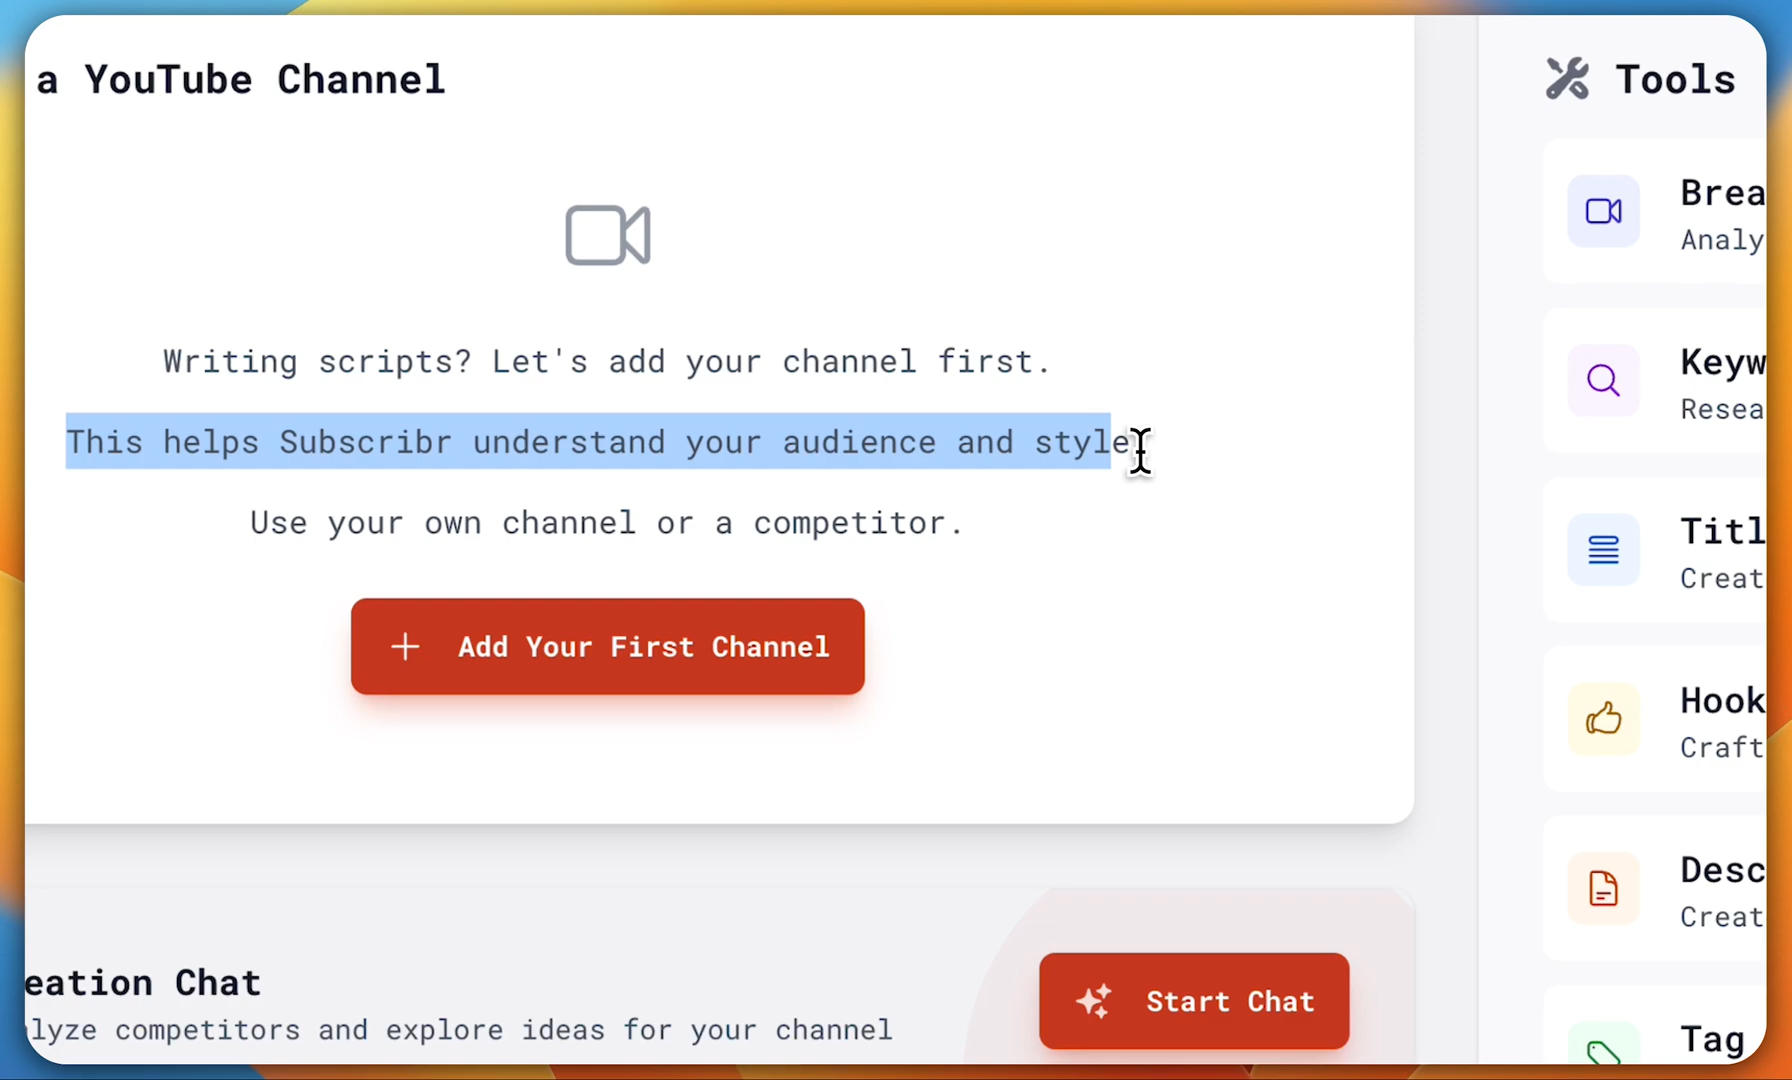 a YouTube Channel
Writing scripts? Let's add your channel first.
This helps Subscribr understand your audience and style
Use your own channel or a competitor.
Add Your First Channel
eation Chat
lyze competitors and explore ideas for your channel
Start Chat
Tools
Brea
Analy
Keyw
Resea
Titl
Creat
Hook
Craft
Desc
Creat
Tag